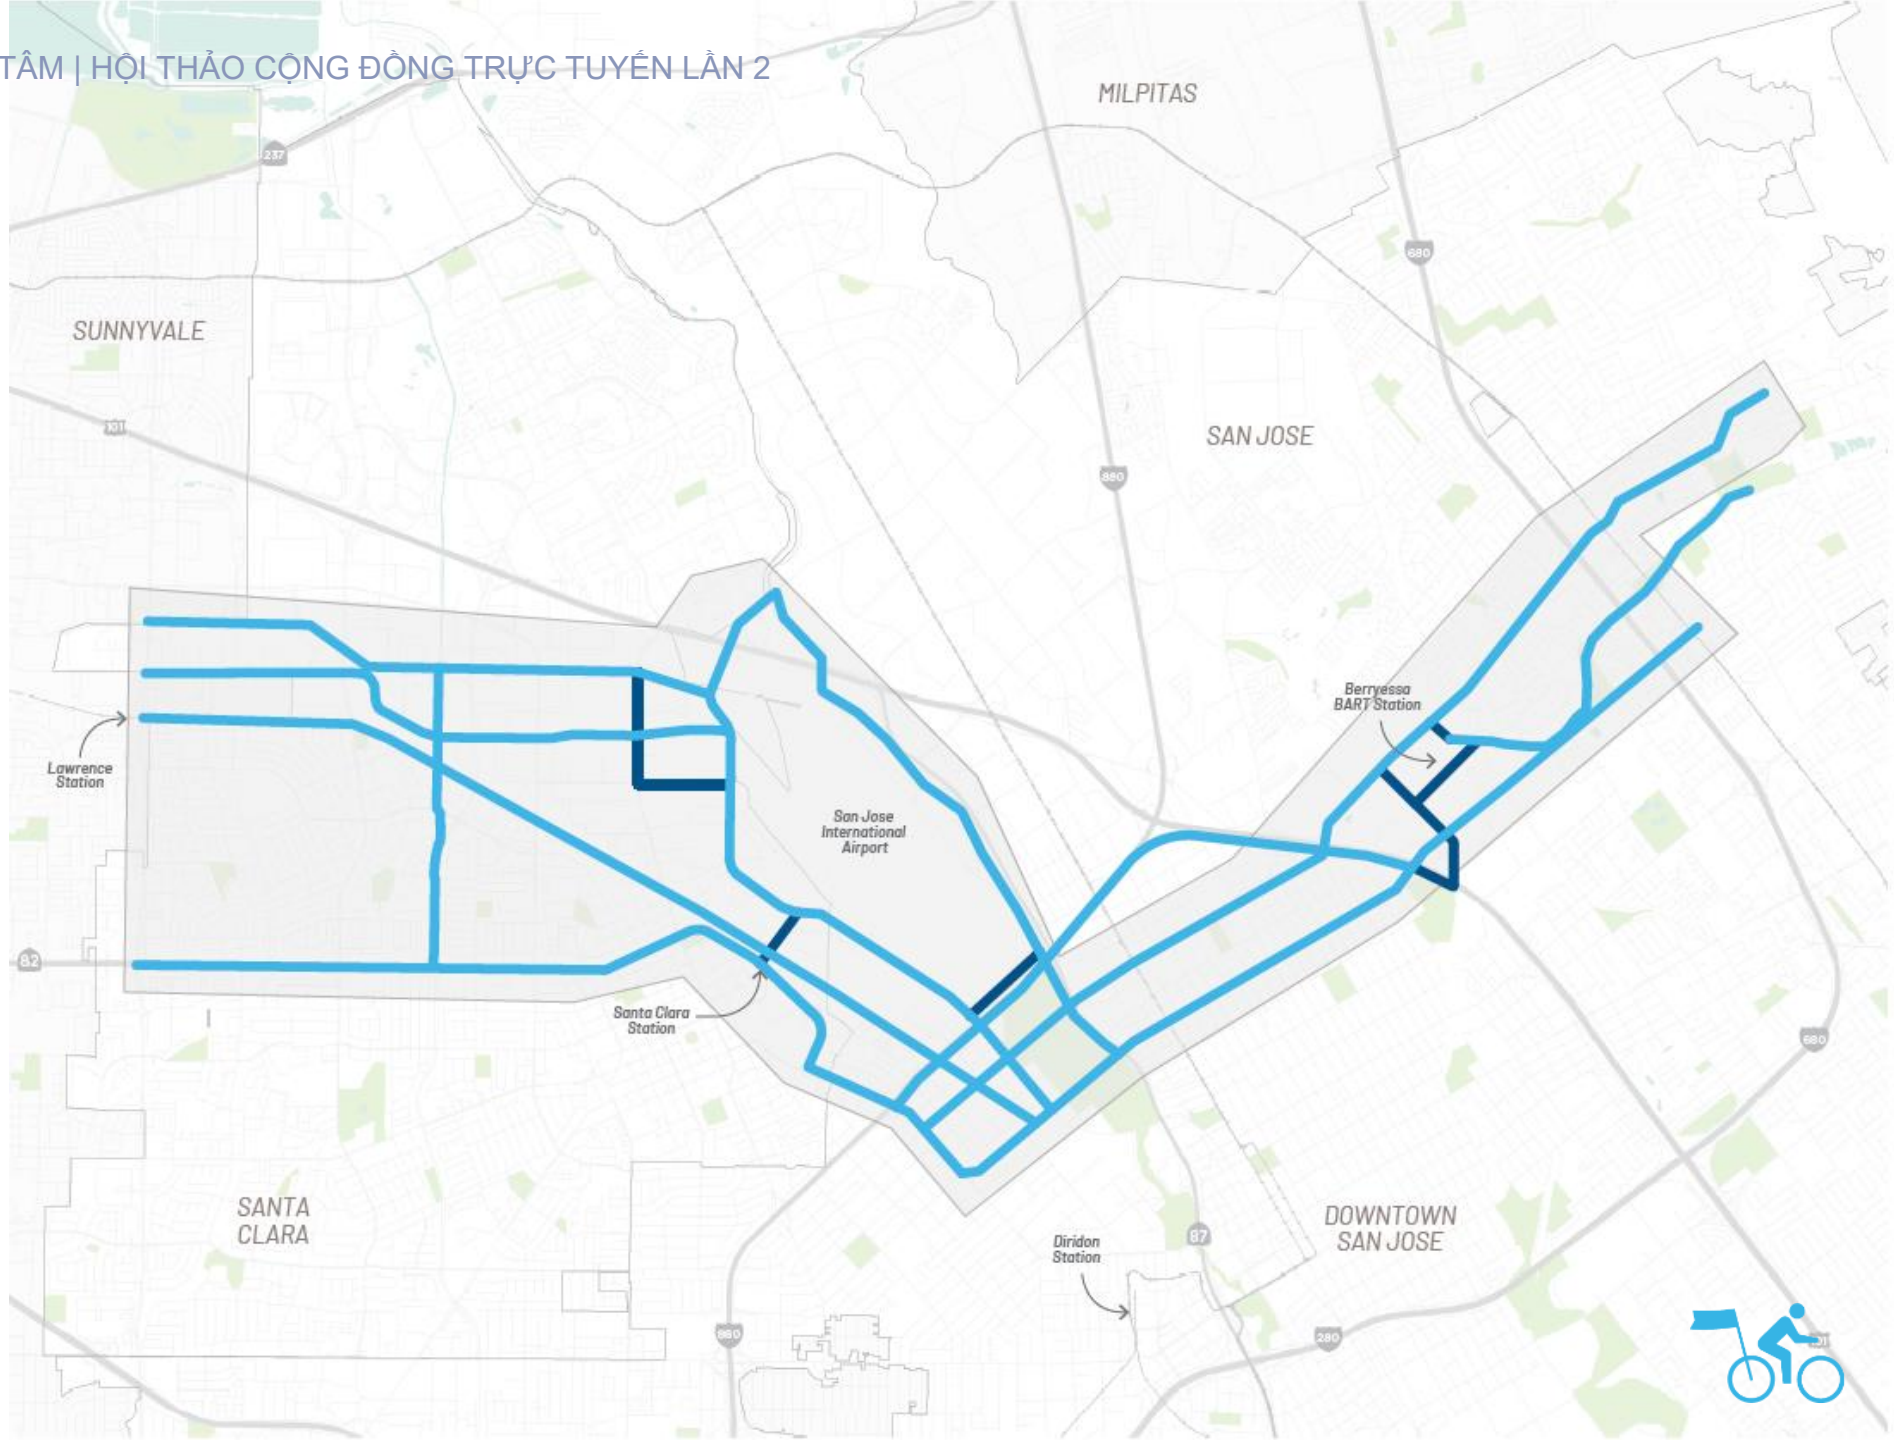 TÂM | HỘI THẢO CỘNG ĐỒNG TRỰC TUYẾN LẦN 2
MILPITAS
237
680
SUNNYVALE
101
SAN JOSE
880
Berryessa
BART Station
Lawrence
Station
San Jose
International
Airport
82
Santa Clara
Station
680
SANTA
CLARA
DOWNTOWN
SAN JOSE
Diridon
Station
87
880
280
101